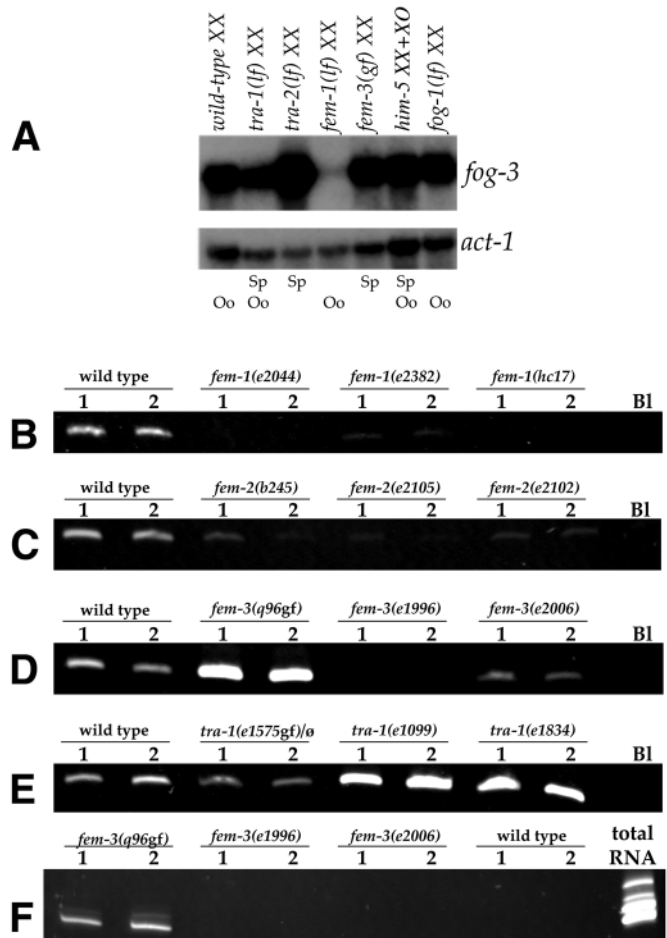 A
wild-type XX
tra-1(lf) XX
tra-2(lf) XX
fem-1(lf) XX
fem-3(gf) XX
him-5 XX+XO
fog-1(lf) XX
fog-3
act-1
Sp Sp Sp Sp
Oo Oo Oo Oo Oo
B
wild type fem-1(e2044) fem-1(e2382) fem-1(hc17)
1 2 1 2 1 2 1 2 Bl
C
wild type fem-2(b245) fem-2(e2105) fem-2(e2102)
1 2 1 2 1 2 1 2 Bl
D
wild type fem-3(q96gf) fem-3(e1996) fem-3(e2006)
1 2 1 2 1 2 1 2 Bl
E
wild type tra-1(e1575gf)/ø tra-1(e1099) tra-1(e1834)
1 2 1 2 1 2 1 2 Bl
F
fem-3(q96gf) fem-3(e1996) fem-3(e2006) wild type total
1 2 1 2 1 2 1 2 RNA